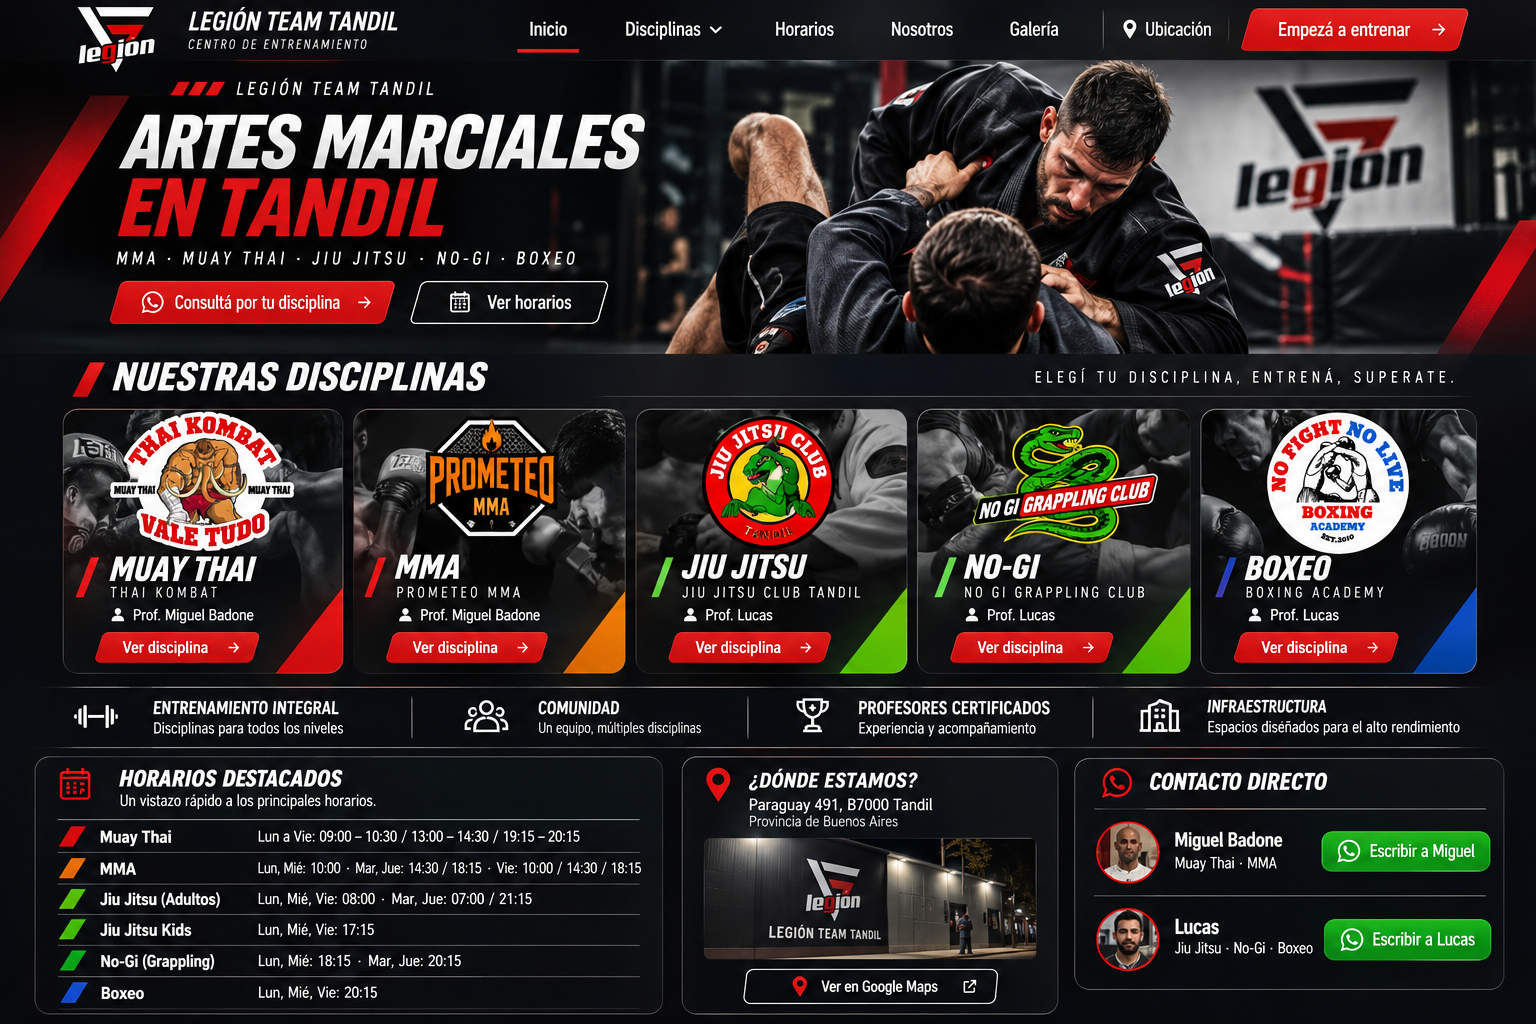 legion
LEGIÓN TEAM TANDIL
CENTRO DE ENTRENAMIENTO
Inicio
Disciplinas
Horarios
Nosotros
Galería
Ubicación
Empezá a entrenar
LEGIÓN TEAM TANDIL
ARTES MARCIALES
EN TANDIL
MMA · MUAY THAI · JIU JITSU · NO-GI · BOXEO
Consultá por tu disciplina
Ver horarios
legion
legion
NUESTRAS DISCIPLINAS
ELEGÍ TU DISCIPLINA, ENTRENÁ, SUPERATE.
THAI KOMBAT
MUAY THAI
MUAY THAI
VALE TUDO
MUAY THAI
THAI KOMBAT
Prof. Miguel Badone
Ver disciplina
PROMETEO
MMA
MMA
PROMETEO MMA
Prof. Miguel Badone
Ver disciplina
JIU JITSU CLUB
TANDIL
JIU JITSU
JIU JITSU CLUB TANDIL
Prof. Lucas
Ver disciplina
NO GI GRAPPLING CLUB
NO-GI
NO GI GRAPPLING CLUB
Prof. Lucas
Ver disciplina
NO FIGHT NO LIVE
BOXING
ACADEMY
EST. 2010
BOXEO
BOXING ACADEMY
Prof. Lucas
Ver disciplina
ENTRENAMIENTO INTEGRAL
Disciplinas para todos los niveles
COMUNIDAD
Un equipo, múltiples disciplinas
PROFESORES CERTIFICADOS
Experiencia y acompañamiento
INFRAESTRUCTURA
Espacios diséñados para el alto rendimiento
HORARIOS DESTACADOS
Un vistazo rápido a los principales horarios.
Muay Thai Lun a Vie: 09:00 – 10:30 / 13:00 – 14:30 / 19:15 – 20:15
MMA Lun, Mié: 10:00 · Mar, Jue: 14:30 / 18:15 · Vie: 10:00 / 14:30 / 18:15
Jiu Jitsu (Adultos) Lun, Mié, Vie: 08:00 · Mar, Jue: 07:00 / 21:15
Jiu Jitsu Kids Lun, Mié, Vie: 17:15
No-Gi (Grappling) Lun, Mié: 18:15 · Mar, Jue: 20:15
Boxeo Lun, Mié, Vie: 20:15
¿DÓNDE ESTAMOS?
Paraguay 491, B7000 Tandil
Provincia de Buenos Aires
legion
LEGIÓN TEAM TANDIL
Ver en Google Maps
CONTACTO DIRECTO
Miguel Badone
Muay Thai · MMA
Escribir a Miguel
Lucas
Jiu Jitsu · No-Gi · Boxeo
Escribir a Lucas